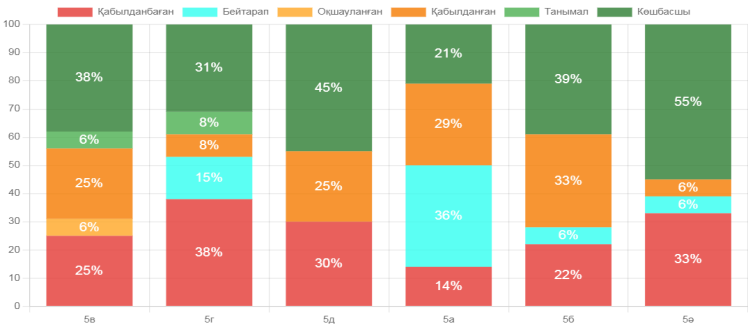 Қабылданбаған Бейтарап Оқшауланған Қабылданған Танымал Көшбасшы
100
90
80
70
60
50
40
30
20
10
0
38% 6% 25% 6% 25%
31% 8% 8% 15% 38%
45% 25% 30%
21% 29% 36% 14%
39% 33% 6% 22%
55% 6% 6% 33%
5в 5г 5д 5а 5б 5ә